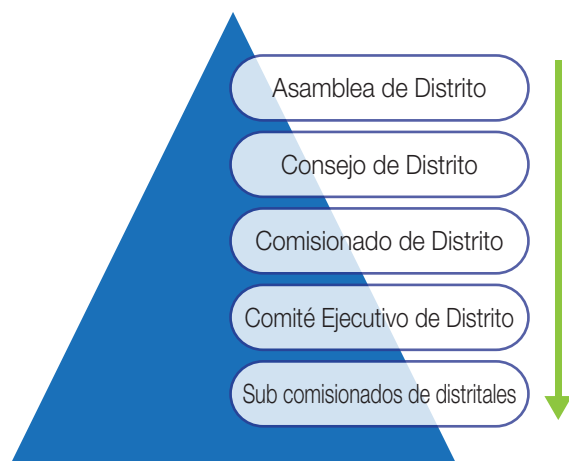 Asamblea de Distrito
Consejo de Distrito
Comisionado de Distrito
Comité Ejecutivo de Distrito
Sub comisionados de distritales